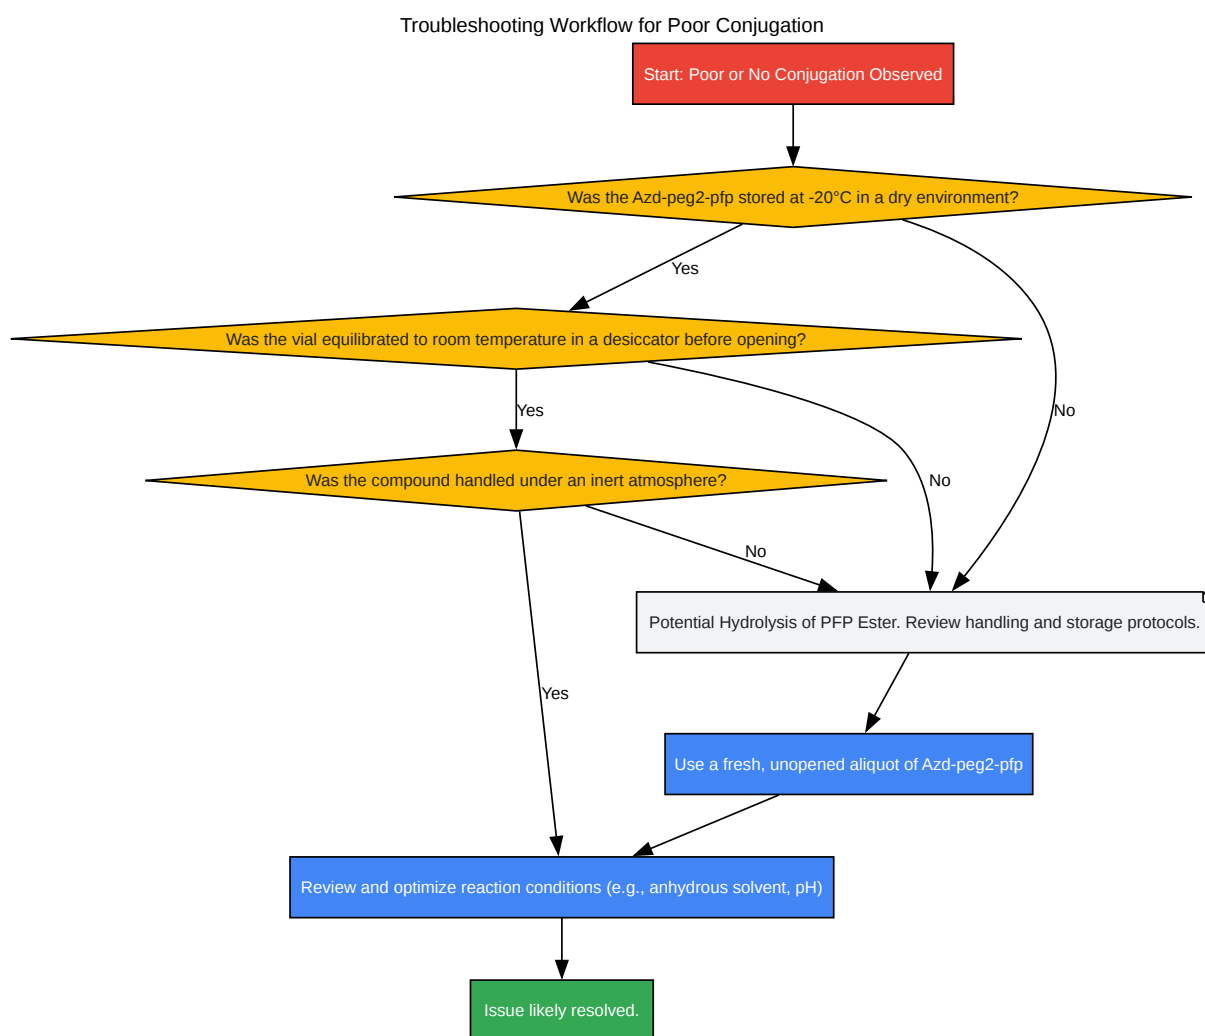 Troubleshooting Workflow for Poor Conjugation
Start: Poor or No Conjugation Observed
Was the Azd-peg2-pfp stored at -20°C in a dry environment?
Yes
Was the vial equilibrated to room temperature in a desiccator before opening?
Yes
No
Was the compound handled under an inert atmosphere?
No
No
Potential Hydrolysis of PFP Ester. Review handling and storage protocols.
Yes
Use a fresh, unopened aliquot of Azd-peg2-pfp
Review and optimize reaction conditions (e.g., anhydrous solvent, pH)
Issue likely resolved.